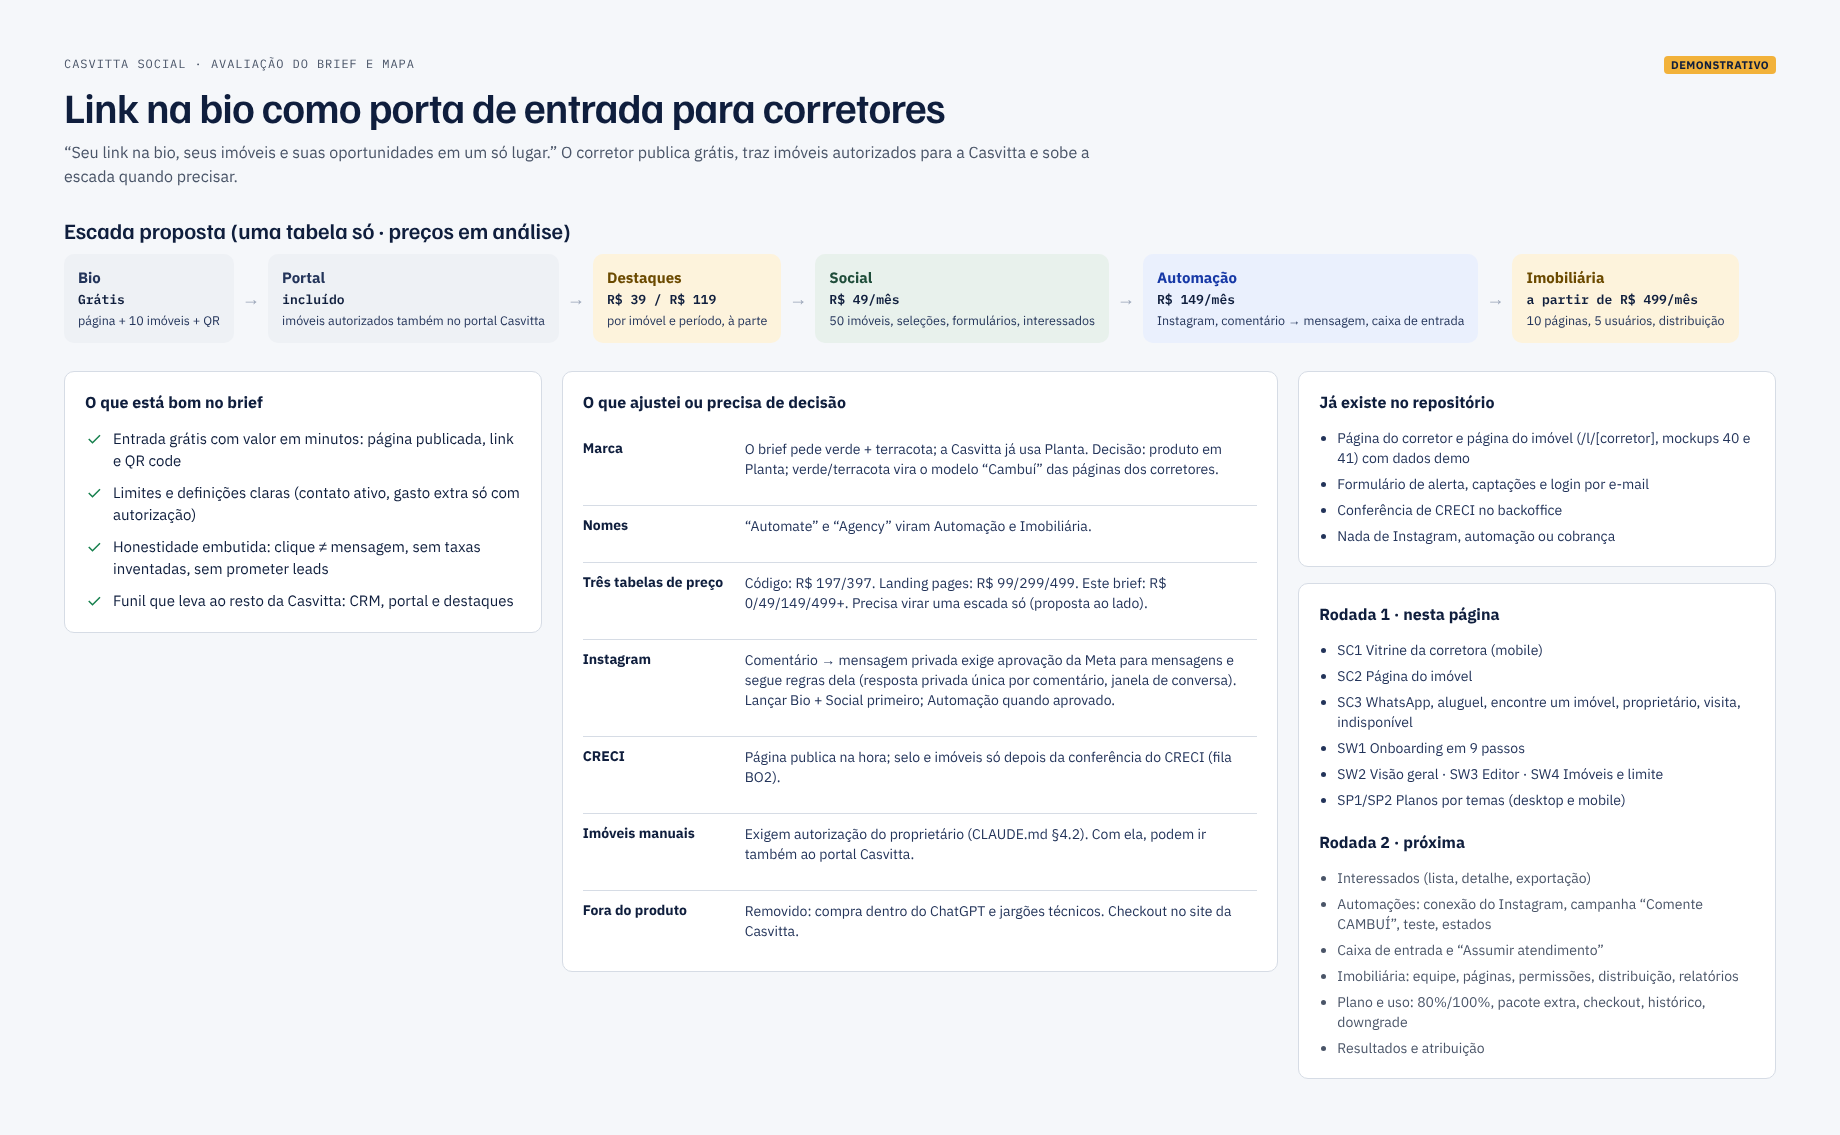 CASVITTA SOCIAL · AVALIAÇÃO DO BRIEF E MAPA
DEMONSTRATIVO
Link na bio como porta de entrada para corretores
“Seu link na bio, seus imóveis e suas oportunidades em um só lugar.” O corretor publica grátis, traz imóveis autorizados para a Casvitta e sobe a
escada quando precisar.
Escada proposta (uma tabela só · preços em análise)
Bio
Grátis
página + 10 imóveis + QR
→
Portal
incluído
imóveis autorizados também no portal Casvitta
→
Destaques
R$ 39 / R$ 119
por imóvel e período, à parte
→
Social
R$ 49/mês
50 imóveis, seleções, formulários, interessados
→
Automação
R$ 149/mês
Instagram, comentário → mensagem, caixa de entrada
→
Imobiliária
a partir de R$ 499/mês
10 páginas, 5 usuários, distribuição
O que está bom no brief
Entrada grátis com valor em minutos: página publicada, link
e QR code
Limites e definições claras (contato ativo, gasto extra só com
autorização)
Honestidade embutida: clique ≠ mensagem, sem taxas
inventadas, sem prometer leads
Funil que leva ao resto da Casvitta: CRM, portal e destaques
O que ajustei ou precisa de decisão
Marca
O brief pede verde + terracota; a Casvitta já usa Planta. Decisão: produto em
Planta; verde/terracota vira o modelo “Cambuí” das páginas dos corretores.
Nomes
“Automate” e “Agency” viram Automação e Imobiliária.
Três tabelas de preço
Código: R$ 197/397. Landing pages: R$ 99/299/499. Este brief: R$
0/49/149/499+. Precisa virar uma escada só (proposta ao lado).
Instagram
Comentário → mensagem privada exige aprovação da Meta para mensagens e
segue regras dela (resposta privada única por comentário, janela de conversa).
Lançar Bio + Social primeiro; Automação quando aprovado.
CRECI
Página publica na hora; selo e imóveis só depois da conferência do CRECI (fila
BO2).
Imóveis manuais
Exigem autorização do proprietário (CLAUDE.md §4.2). Com ela, podem ir
também ao portal Casvitta.
Fora do produto
Removido: compra dentro do ChatGPT e jargões técnicos. Checkout no site da
Casvitta.
Já existe no repositório
Página do corretor e página do imóvel (/l/[corretor], mockups 40 e
41) com dados demo
Formulário de alerta, captações e login por e-mail
Conferência de CRECI no backoffice
Nada de Instagram, automação ou cobrança
Rodada 1 · nesta página
SC1 Vitrine da corretora (mobile)
SC2 Página do imóvel
SC3 WhatsApp, aluguel, encontre um imóvel, proprietário, visita,
indisponível
SW1 Onboarding em 9 passos
SW2 Visão geral · SW3 Editor · SW4 Imóveis e limite
SP1/SP2 Planos por temas (desktop e mobile)
Rodada 2 · próxima
Interessados (lista, detalhe, exportação)
Automações: conexão do Instagram, campanha “Comente
CAMBUÍ”, teste, estados
Caixa de entrada e “Assumir atendimento”
Imobiliária: equipe, páginas, permissões, distribuição, relatórios
Plano e uso: 80%/100%, pacote extra, checkout, histórico,
downgrade
Resultados e atribuição